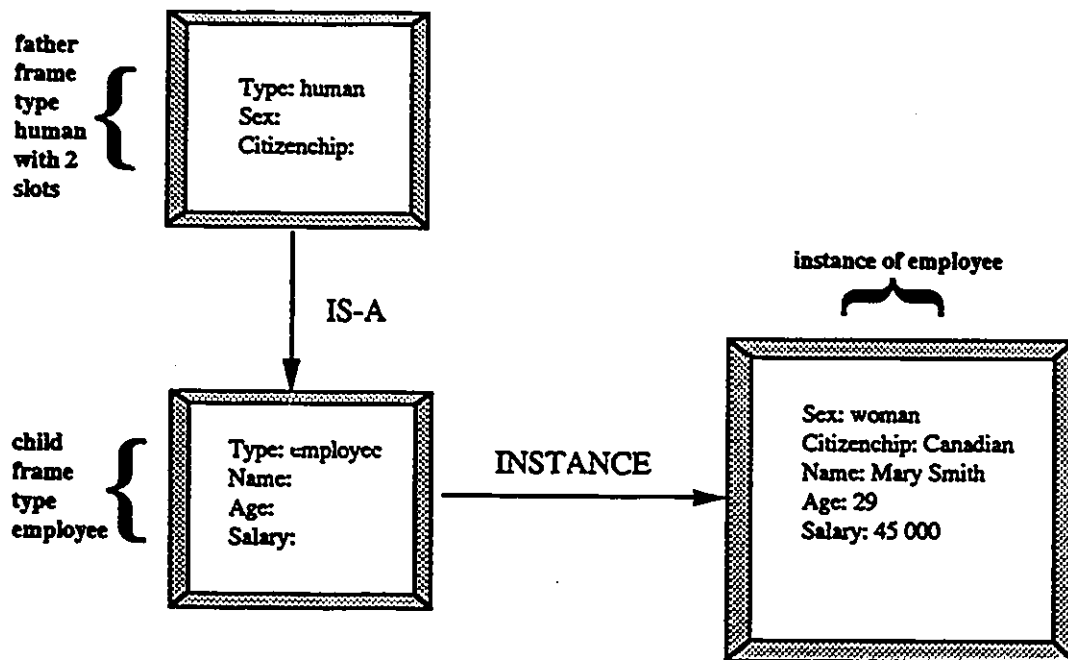 father
frame
type
human
with 2
slots
Type: human
Sex:
Citizenchip:
IS-A
instance of employee
child
frame
type
employee
Type: employee
Name:
Age:
Salary:
INSTANCE
Sex: woman
Citizenchip: Canadian
Name: Mary Smith
Age: 29
Salary: 45 000